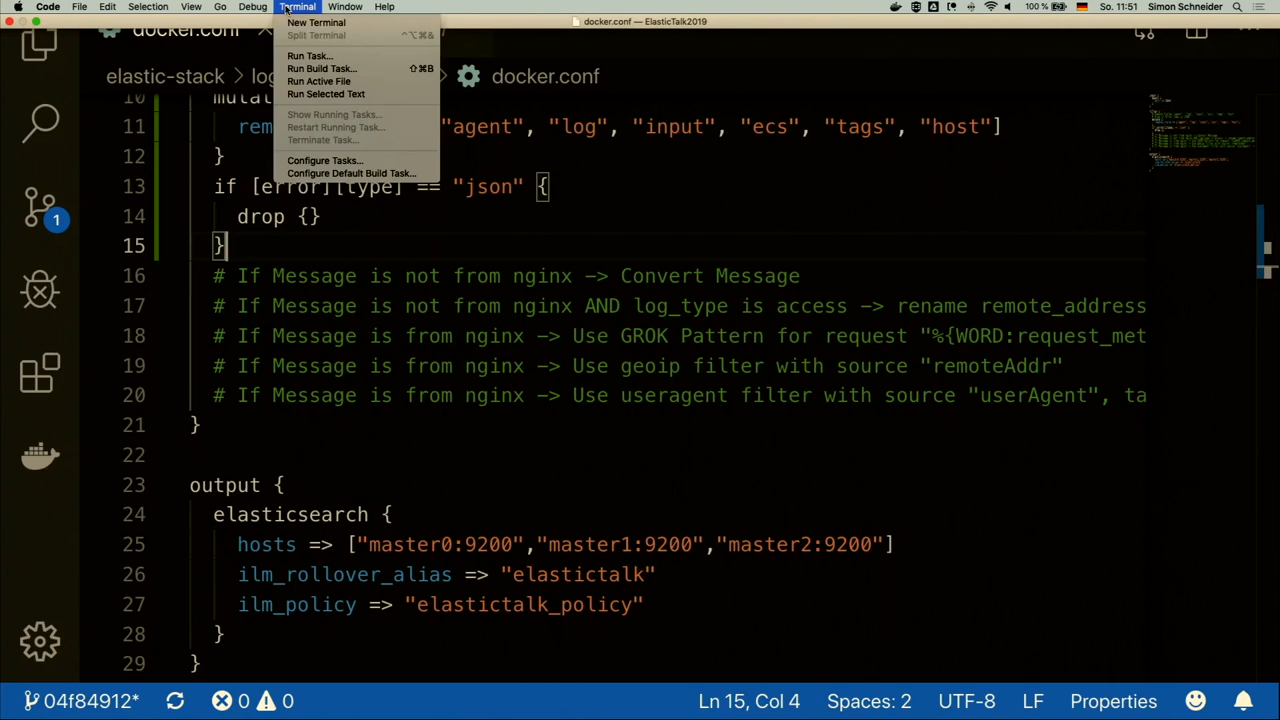 Code File Edit Selection View Go Debug Terminal Window Help 100 % So. 11:51 Simon Schneider
docker.conf — ElasticTalk2019
New Terminal
Split Terminal ^⌥⌘&
Run Task...
Run Build Task... ⇧⌘B
Run Active File
Run Selected Text
Show Running Tasks...
Restart Running Task...
Terminate Task...
Configure Tasks...
Configure Default Build Task...
docker.conf
elastic-stack > docker.conf
10
11 "agent", "log", "input", "ecs", "tags", "host"]
12 }
13 if [error][type] == "json" {
14 drop {}
15 }
16 # If Message is not from nginx -> Convert Message
17 # If Message is not from nginx AND log_type is access -> rename remote_address
18 # If Message is from nginx -> Use GROK Pattern for request "%{WORD:request_met
19 # If Message is from nginx -> Use geoip filter with source "remoteAddr"
20 # If Message is from nginx -> Use useragent filter with source "userAgent", ta
21 }
22
23 output {
24 elasticsearch {
25 hosts => ["master0:9200","master1:9200","master2:9200"]
26 ilm_rollover_alias => "elastictalk"
27 ilm_policy => "elastictalk_policy"
28 }
29 }
1
04f84912* 0 0 Ln 15, Col 4 Spaces: 2 UTF-8 LF Properties